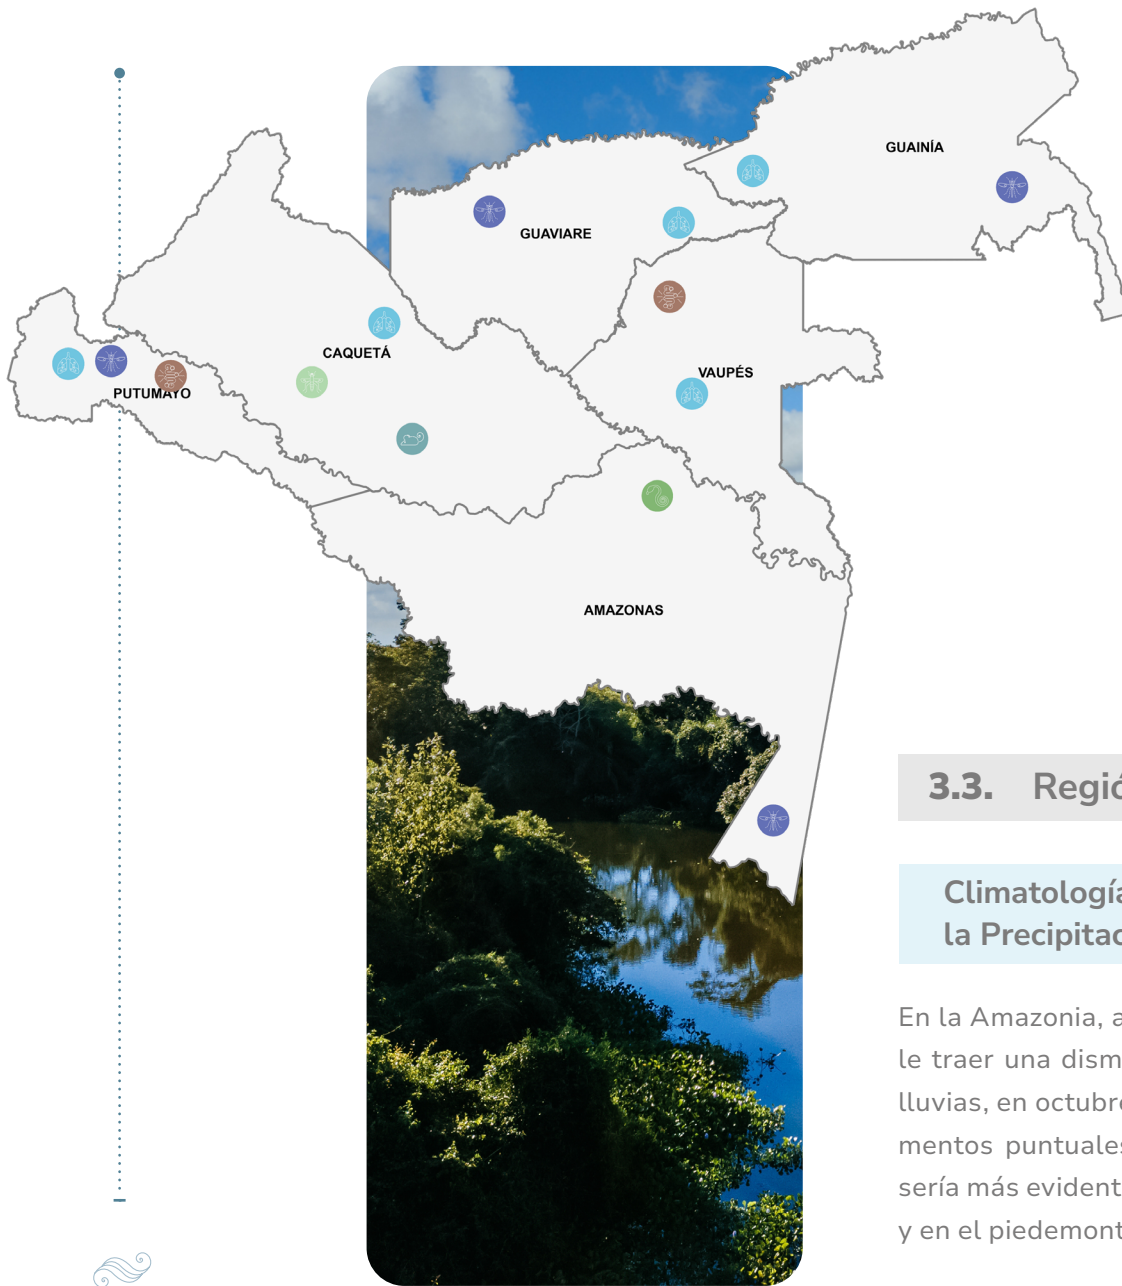 GUAINÍA
GUAVIARE
CAQUETÁ
VAUPÉS
PUTUMAYO
AMAZONAS
3.3. Regió
Climatología
la Precipitac
En la Amazonia, a
le traer una dism
lluvias, en octubre
mentos puntuales
sería más evident
y en el piedemont